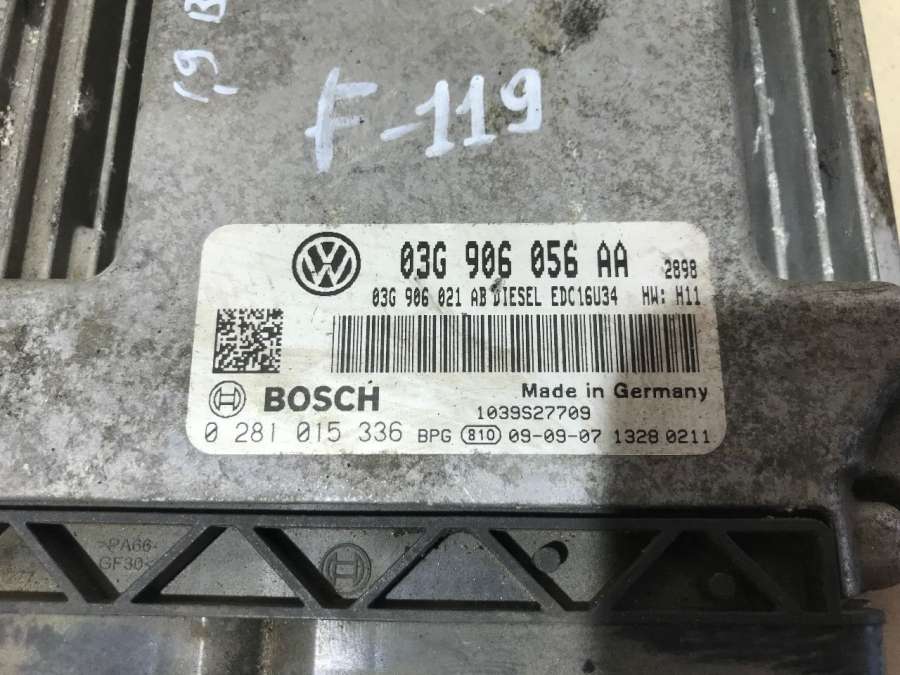 19 B
F-119
03G 906 056 AA 2898
03G 906 021 AB DIESEL EDC16U34 HW: H11
BOSCH Made in Germany
1039S27709
0 281 015 336 BPG 810 09-09-07 1328 0211
>PA66-
GF30<